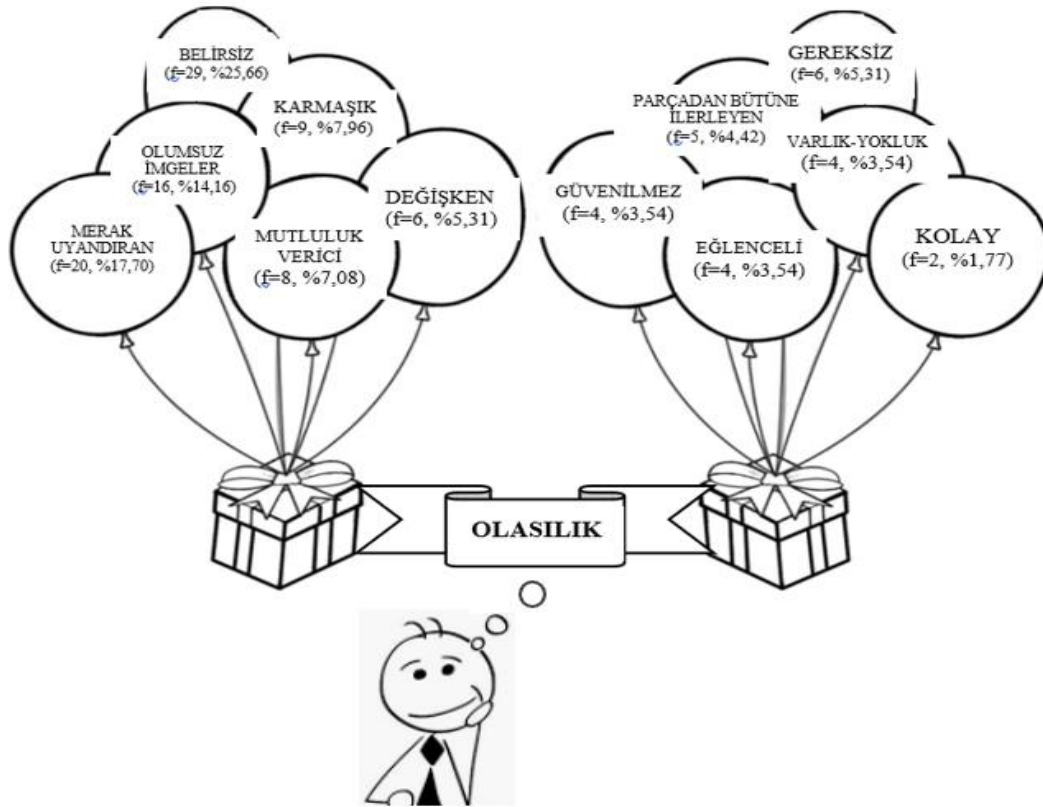 BELİRSİZ
(f=29, %25,66)
KARMAŞIK
(f=9, %7,96)
OLUMSUZ
İMGELER
(f=16, %14,16)
DEĞİŞKEN
(f=6, %5,31)
MERAK
UYANDIRAN
(f=20, %17,70)
MUTLULUK
VERİCİ
(f=8, %7,08)
GEREKSİZ
(f=6, %5,31)
PARÇADAN BÜTÜNE
İLERLEYEN
(f=5, %4,42)
VARLIK-YOKLUK
(f=4, %3,54)
GÜVENİLMEZ
(f=4, %3,54)
EĞLENCELİ
(f=4, %3,54)
KOLAY
(f=2, %1,77)
OLASILIK